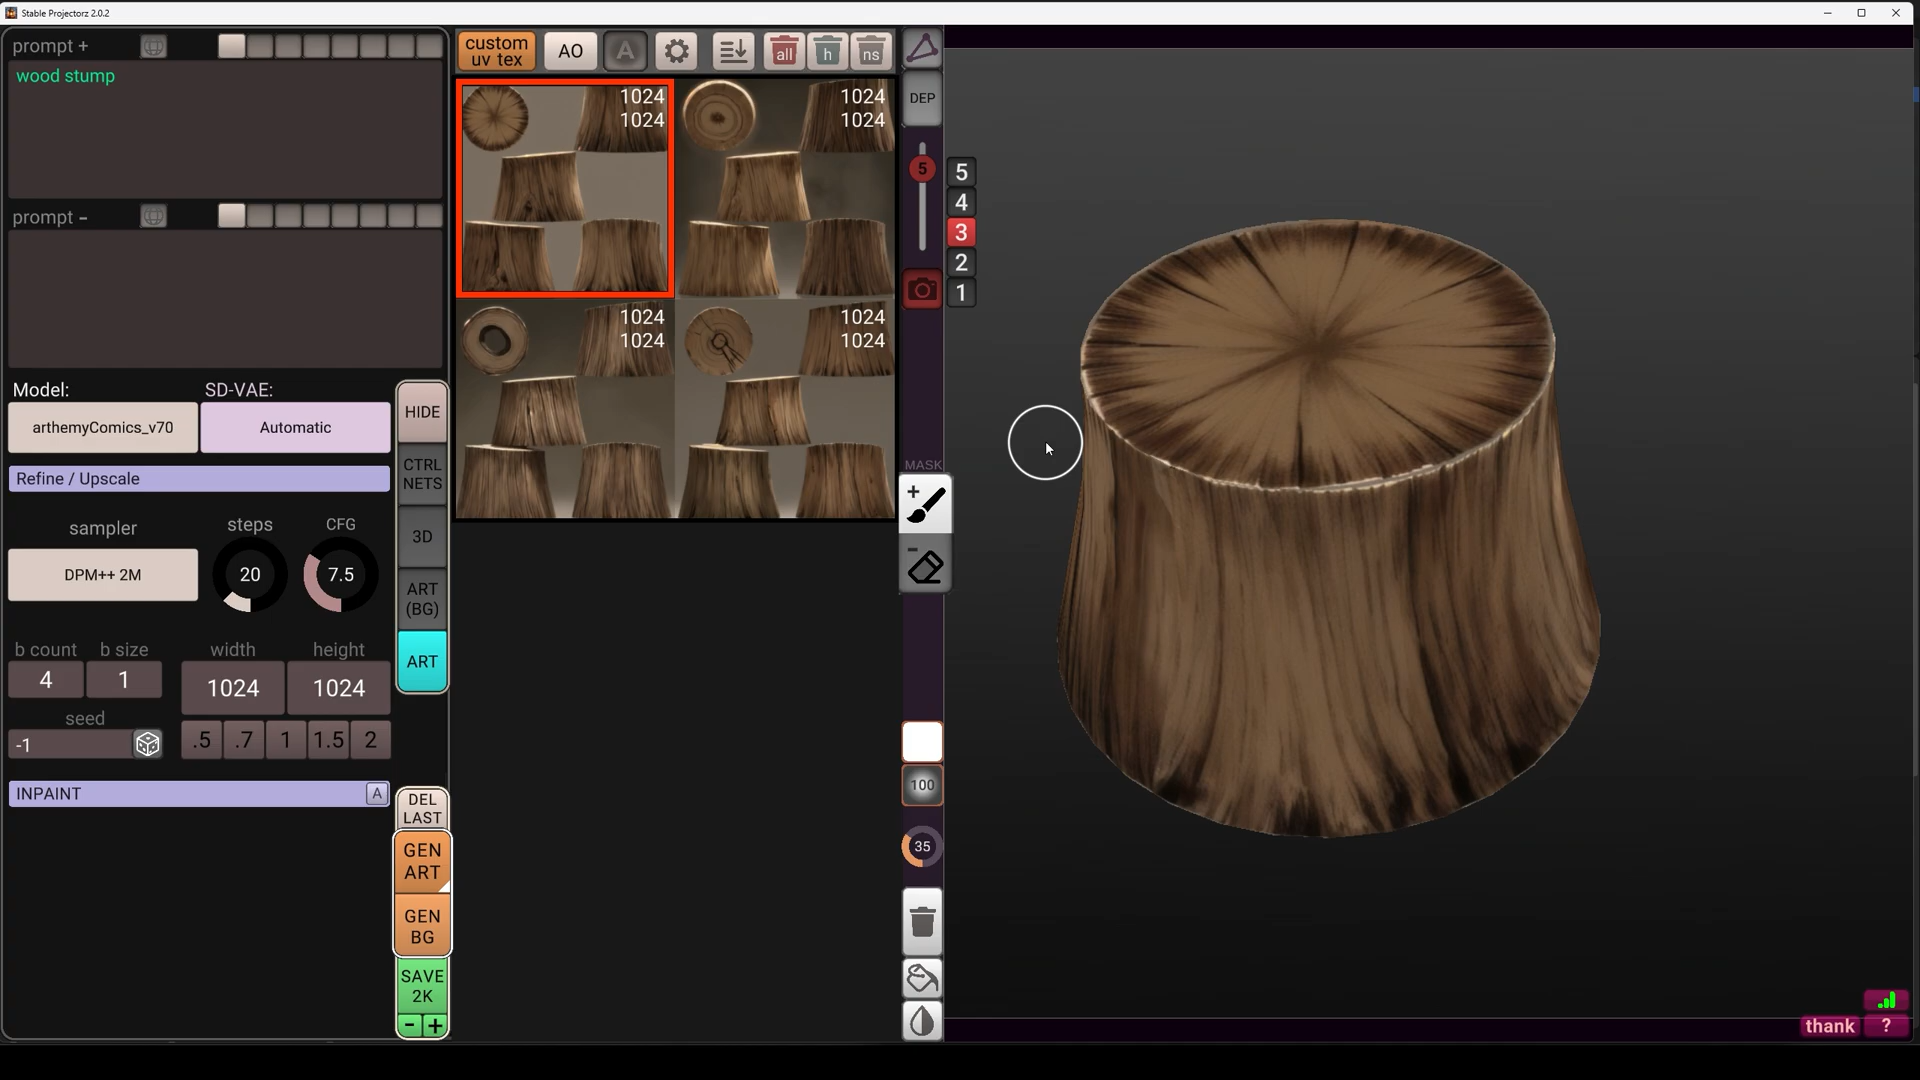 Stable Projectorz 2.0.2
prompt +
wood stump
prompt -
Model:
SD-VAE:
arthemyComics_v70
Automatic
Refine / Upscale
sampler
steps
CFG
DPM++ 2M
20
7.5
b count
b size
width
height
4
1
1024
1024
seed
-1
.5
.7
1
1.5
2
INPAINT
A
HIDE
CTRL
NETS
3D
ART
(BG)
ART
DEL
LAST
GEN
ART
GEN
BG
SAVE
2K
-
+
custom
uv tex
AO
A
all
h
ns
1024
1024
1024
1024
1024
1024
1024
1024
DEP
5
MASK
+
-
100
35
5
4
3
2
1
thank
?